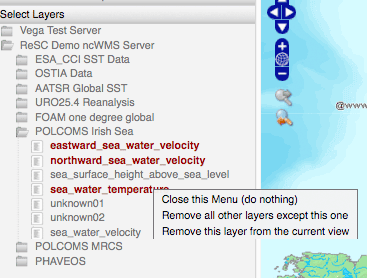 Select Layers
Vega Test Server
ReSC Demo ncWMS Server
ESA_CCI SST Data
OSTIA Data
AATSR Global SST
URO25.4 Reanalysis
FOAM one degree global
POLCOMS Irish Sea
eastward_sea_water_velocity
northward_sea_water_velocity
sea_surface_height_above_sea_level
sea_water_temperature
unknown01
unknown02
sea_water_velocity
POLCOMS MRCS
PHAVEOS
Close this Menu (do nothing)
Remove all other layers except this one
Remove this layer from the current view
@www